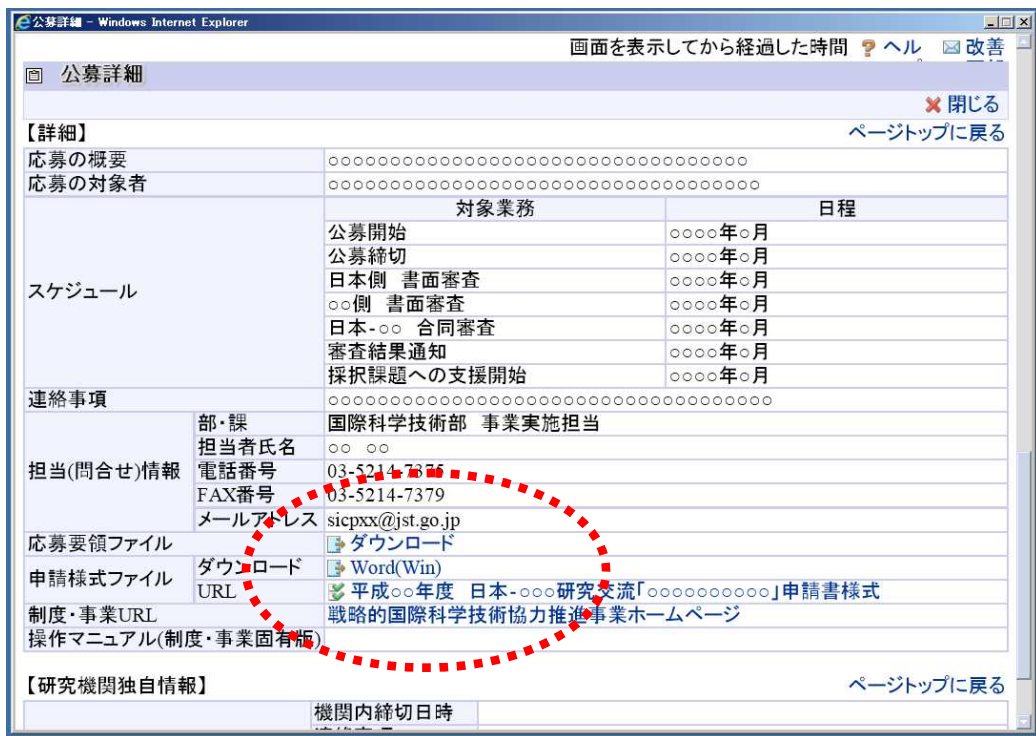 公募詳細 - Windows Internet Explorer
画面を表示してから経過した時間 ヘル 改善
公募詳細
閉じる
【詳細】 ページトップに戻る
応募の概要 ○○○○○○○○○○○○○○○○○○○○○○○○○○○○○○○○○○
応募の対象者 ○○○○○○○○○○○○○○○○○○○○○○○○○○○○○○○○○○○
対象業務 日程
公募開始 ○○○○年○月
公募締切 ○○○○年○月
日本側 書面審査 ○○○○年○月
スケジュール
○○側 書面審査 ○○○○年○月
日本-○○ 合同審査 ○○○○年○月
審査結果通知 ○○○○年○月
採択課題への支援開始 ○○○○年○月
連絡事項 ○○○○○○○○○○○○○○○○○○○○○○○○○○○○○○○○○○○○
部・課 国際科学技術部 事業実施担当
担当者氏名 ○○ ○○
担当(問合せ)情報 電話番号 03-5214-7375
FAX番号 03-5214-7379
メールアドレス sicpxx@jst.go.jp
応募要領ファイル ダウンロード
申請様式ファイル ダウンロード Word(Win)
URL 平成○○年度 日本-○○○研究交流「○○○○○○○○○○」申請書様式
制度・事業URL 戦略的国際科学技術協力推進事業ホームページ
操作マニュアル(制度・事業固有版)
【研究機関独自情報】 ページトップに戻る
機関内締切日時